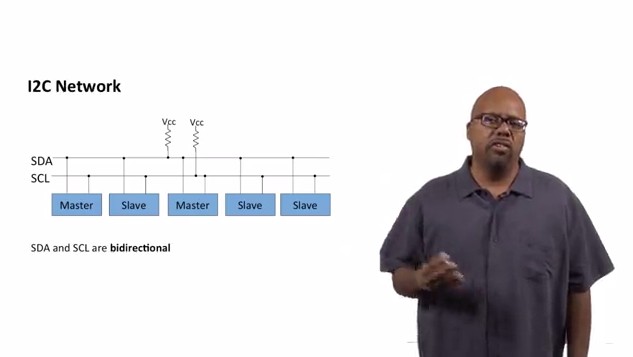 I2C Network
Vcc Vcc
SDA
SCL
Master Slave Master Slave Slave
SDA and SCL are bidirectional